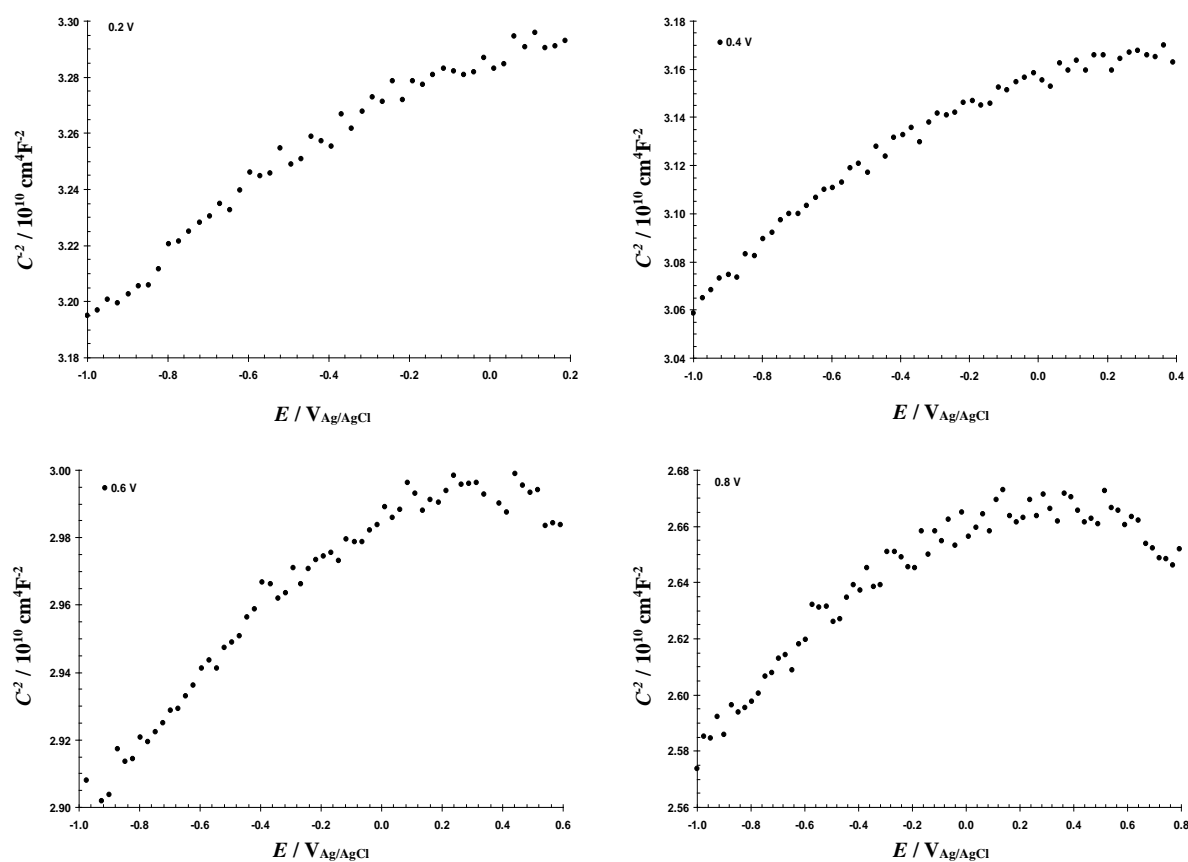 0.2 V
3.30
3.28
3.26
3.24
3.22
3.20
3.18
C⁻² / 10¹⁰ cm⁴F⁻²
-1.0 -0.8 -0.6 -0.4 -0.2 0.0 0.2
E / V_Ag/AgCl
0.4 V
3.18
3.16
3.14
3.12
3.10
3.08
3.06
3.04
C⁻² / 10¹⁰ cm⁴F⁻²
-1.0 -0.8 -0.6 -0.4 -0.2 0.0 0.2 0.4
E / V_Ag/AgCl
0.6 V
3.00
2.98
2.96
2.94
2.92
2.90
C⁻² / 10¹⁰ cm⁴F⁻²
-1.0 -0.8 -0.6 -0.4 -0.2 0.0 0.2 0.4 0.6
E / V_Ag/AgCl
0.8 V
2.68
2.66
2.64
2.62
2.60
2.58
2.56
C⁻² / 10¹⁰ cm⁴F⁻²
-1.0 -0.8 -0.6 -0.4 -0.2 0.0 0.2 0.4 0.6 0.8
E / V_Ag/AgCl